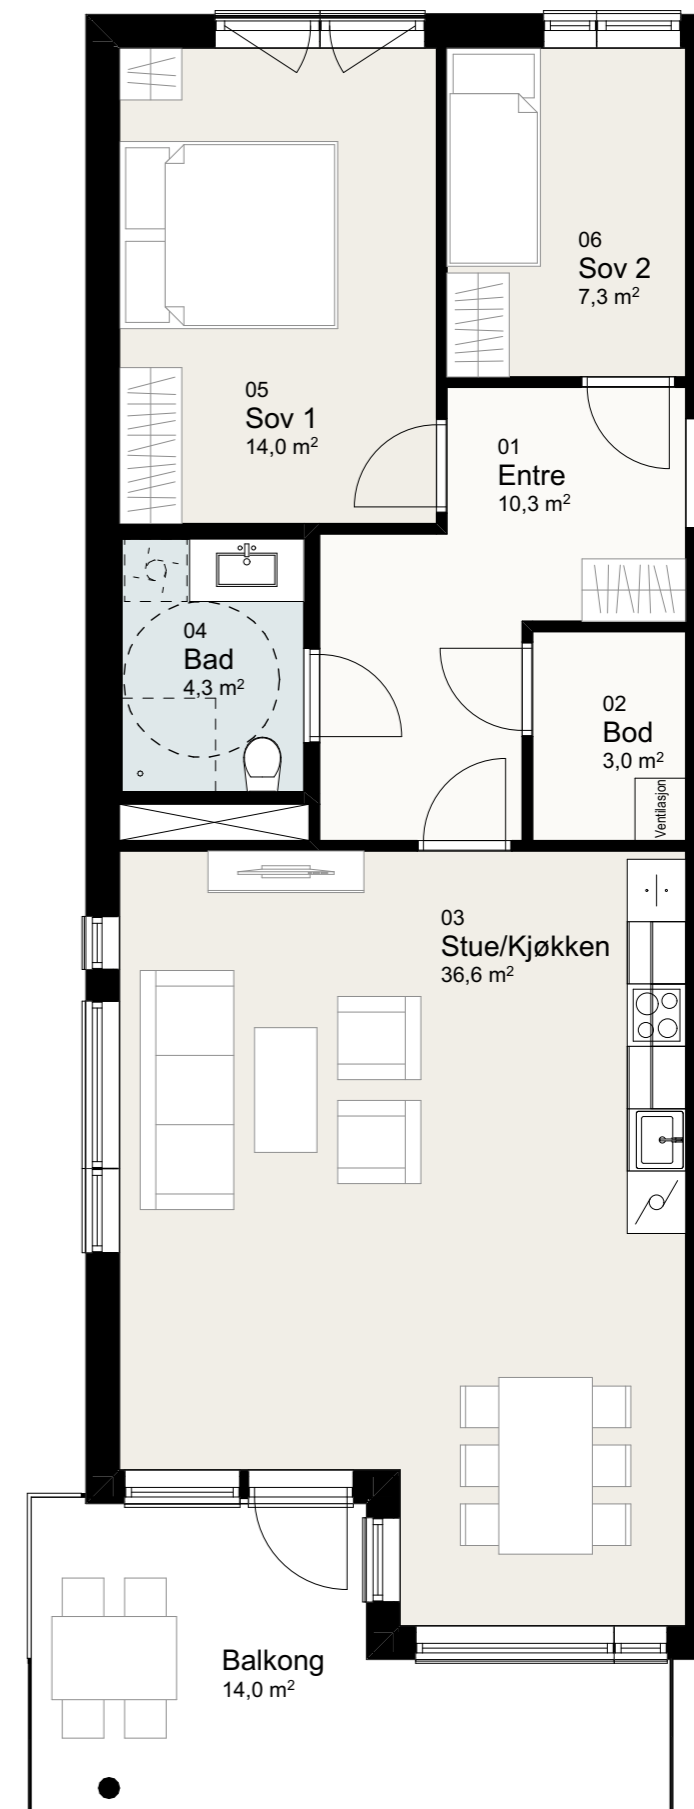 06
Sov 2
7,3 m²
05
Sov 1
14,0 m²
01
Entre
10,3 m²
04
Bad
4,3 m²
02
Bod
3,0 m²
Ventilasjon
03
Stue/Kjøkken
36,6 m²
Balkong
14,0 m²